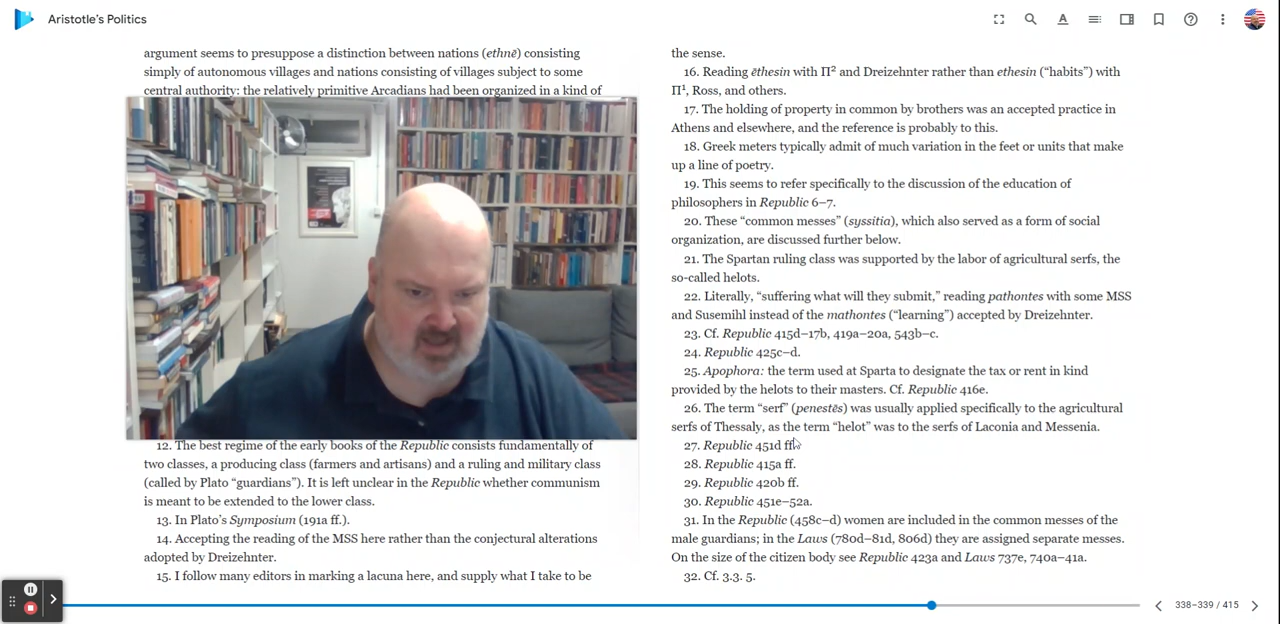 Aristotle's Politics
argument seems to presuppose a distinction between nations (ethnē) consisting
simply of autonomous villages and nations consisting of villages subject to some
central authority: the relatively primitive Arcadians had been organized in a kind of
12. The best regime of the early books of the Republic consists fundamentally of
two classes, a producing class (farmers and artisans) and a ruling and military class
(called by Plato “guardians”). It is left unclear in the Republic whether communism
is meant to be extended to the lower class.
13. In Plato’s Symposium (191a ff.).
14. Accepting the reading of the MSS here rather than the conjectural alterations
adopted by Dreizehnter.
15. I follow many editors in marking a lacuna here, and supply what I take to be
the sense.
16. Reading ēthesin with Π² and Dreizehnter rather than ethesin (“habits”) with
Π¹, Ross, and others.
17. The holding of property in common by brothers was an accepted practice in
Athens and elsewhere, and the reference is probably to this.
18. Greek meters typically admit of much variation in the feet or units that make
up a line of poetry.
19. This seems to refer specifically to the discussion of the education of
philosophers in Republic 6–7.
20. These “common messes” (syssitia), which also served as a form of social
organization, are discussed further below.
21. The Spartan ruling class was supported by the labor of agricultural serfs, the
so-called helots.
22. Literally, “suffering what will they submit,” reading pathontes with some MSS
and Susemihl instead of the mathontes (“learning”) accepted by Dreizehnter.
23. Cf. Republic 415d–17b, 419a–20a, 543b–c.
24. Republic 425c–d.
25. Apophora: the term used at Sparta to designate the tax or rent in kind
provided by the helots to their masters. Cf. Republic 416e.
26. The term “serf” (penestēs) was usually applied specifically to the agricultural
serfs of Thessaly, as the term “helot” was to the serfs of Laconia and Messenia.
27. Republic 451d ff.
28. Republic 415a ff.
29. Republic 420b ff.
30. Republic 451e–52a.
31. In the Republic (458c–d) women are included in the common messes of the
male guardians; in the Laws (780d–81d, 806d) they are assigned separate messes.
On the size of the citizen body see Republic 423a and Laws 737e, 740a–41a.
32. Cf. 3.3. 5.
338–339 / 415